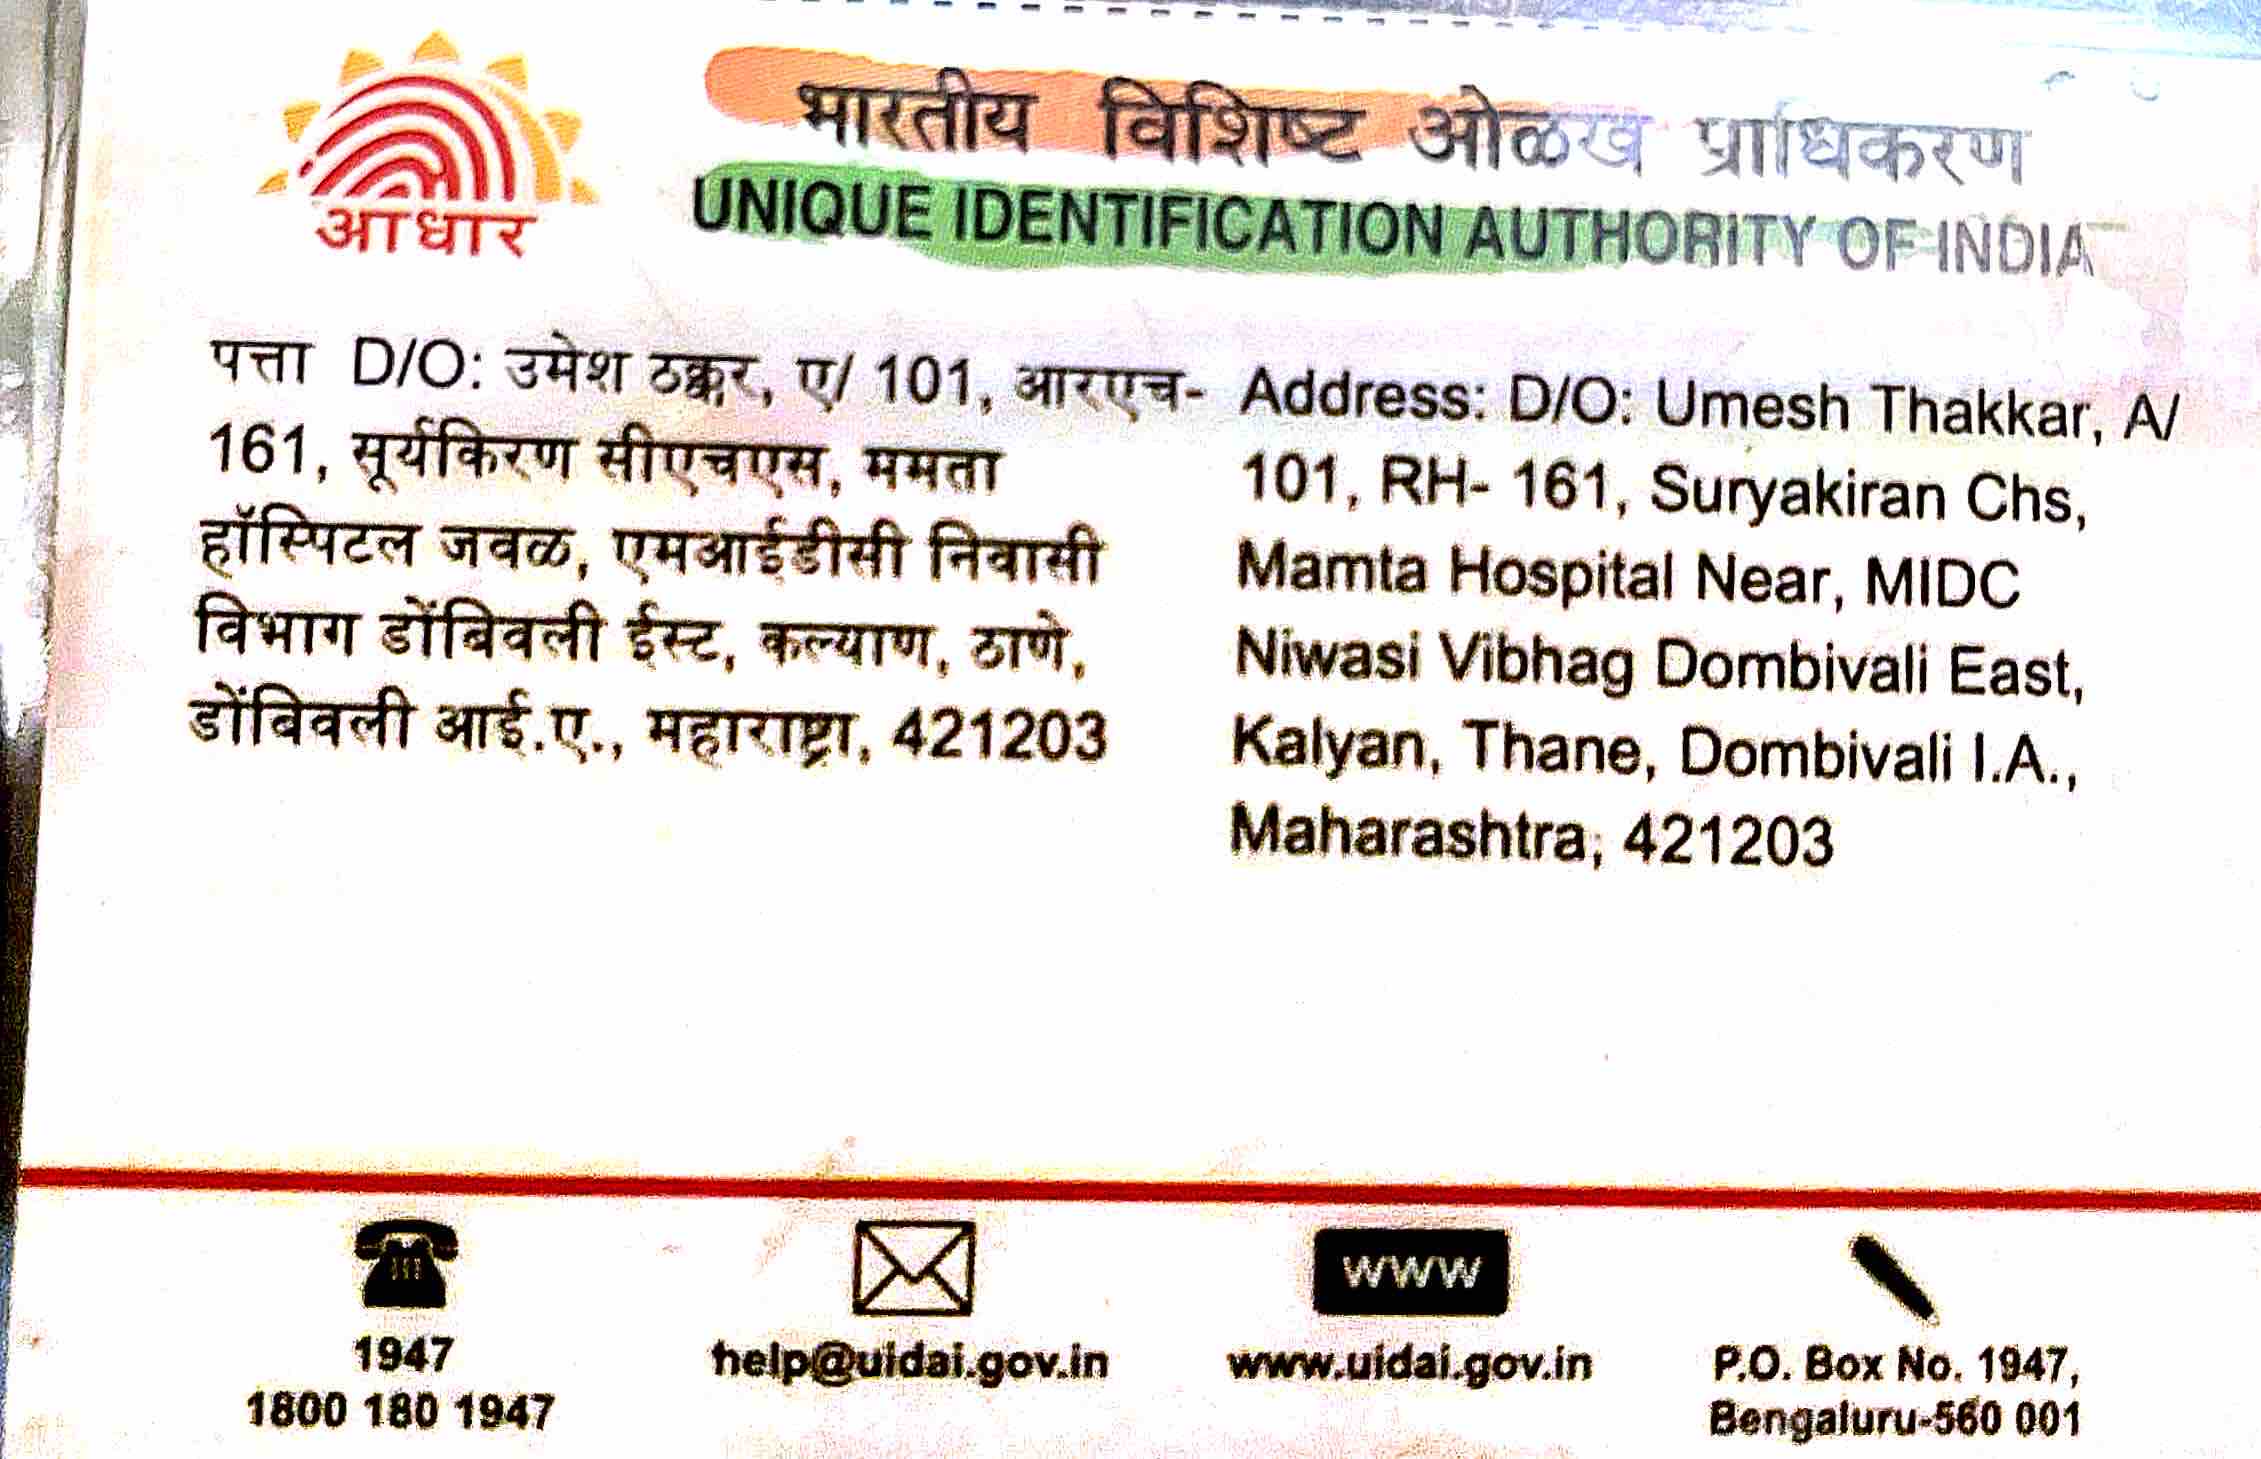 आधार
भारतीय विशिष्ट ओळख प्राधिकरण
UNIQUE IDENTIFICATION AUTHORITY OF INDIA
पत्ता D/O: उमेश ठक्कर, ए/ 101, आरएच-
161, सूर्यकिरण सीएचएस, ममता
हॉस्पिटल जवळ, एमआईडीसी निवासी
विभाग डोंबिवली ईस्ट, कल्याण, ठाणे,
डोंबिवली आई.ए., महाराष्ट्रा, 421203
Address: D/O: Umesh Thakkar, A/
101, RH- 161, Suryakiran Chs,
Mamta Hospital Near, MIDC
Niwasi Vibhag Dombivali East,
Kalyan, Thane, Dombivali I.A.,
Maharashtra, 421203
1947
1800 180 1947
help@uidai.gov.in
www
www.uidai.gov.in
P.O. Box No. 1947,
Bengaluru-560 001